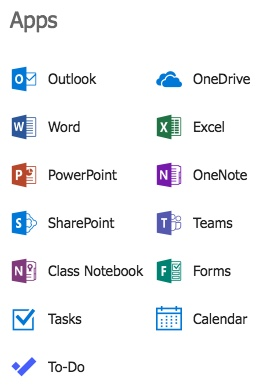 Apps
Outlook OneDrive
Word Excel
PowerPoint OneNote
SharePoint Teams
Class Notebook Forms
Tasks Calendar
To-Do